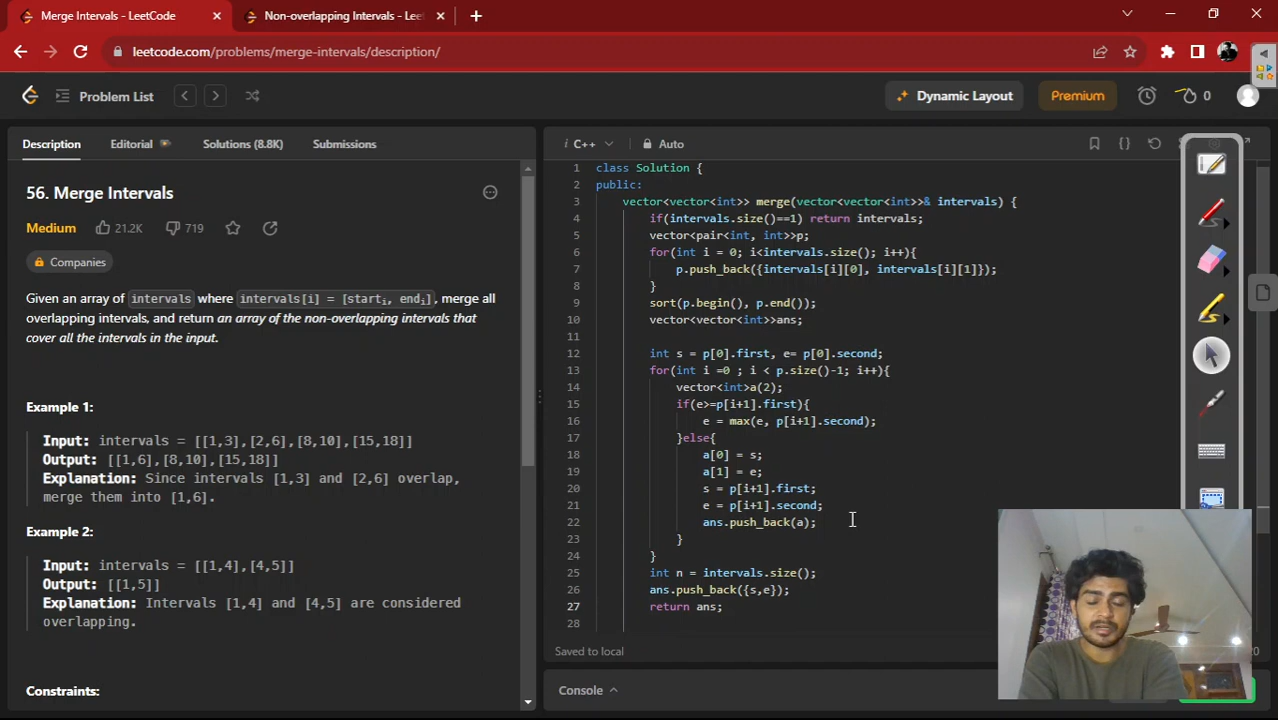 Merge Intervals - LeetCode
Non-overlapping Intervals - Leet
leetcode.com/problems/merge-intervals/description/
Problem List
Dynamic Layout
Premium
0
Description
Editorial
Solutions (8.8K)
Submissions
56. Merge Intervals
Medium
21.2K
719
Companies
Given an array of intervals where intervals[i] = [starti, endi], merge all
overlapping intervals, and return an array of the non-overlapping intervals that
cover all the intervals in the input.
Example 1:
Input: intervals = [[1,3],[2,6],[8,10],[15,18]]
Output: [[1,6],[8,10],[15,18]]
Explanation: Since intervals [1,3] and [2,6] overlap,
merge them into [1,6].
Example 2:
Input: intervals = [[1,4],[4,5]]
Output: [[1,5]]
Explanation: Intervals [1,4] and [4,5] are considered
overlapping.
Constraints:
i C++
Auto
1 class Solution {
2 public:
3 vector<vector<int>> merge(vector<vector<int>>& intervals) {
4 if(intervals.size()==1) return intervals;
5 vector<pair<int, int>>p;
6 for(int i = 0; i<intervals.size(); i++){
7 p.push_back({intervals[i][0], intervals[i][1]});
8 }
9 sort(p.begin(), p.end());
10 vector<vector<int>>ans;
11
12 int s = p[0].first, e= p[0].second;
13 for(int i =0 ; i < p.size()-1; i++){
14 vector<int>a(2);
15 if(e>=p[i+1].first){
16 e = max(e, p[i+1].second);
17 }else{
18 a[0] = s;
19 a[1] = e;
20 s = p[i+1].first;
21 e = p[i+1].second;
22 ans.push_back(a);
23 }
24 }
25 int n = intervals.size();
26 ans.push_back({s,e});
27 return ans;
28
Saved to local
Console